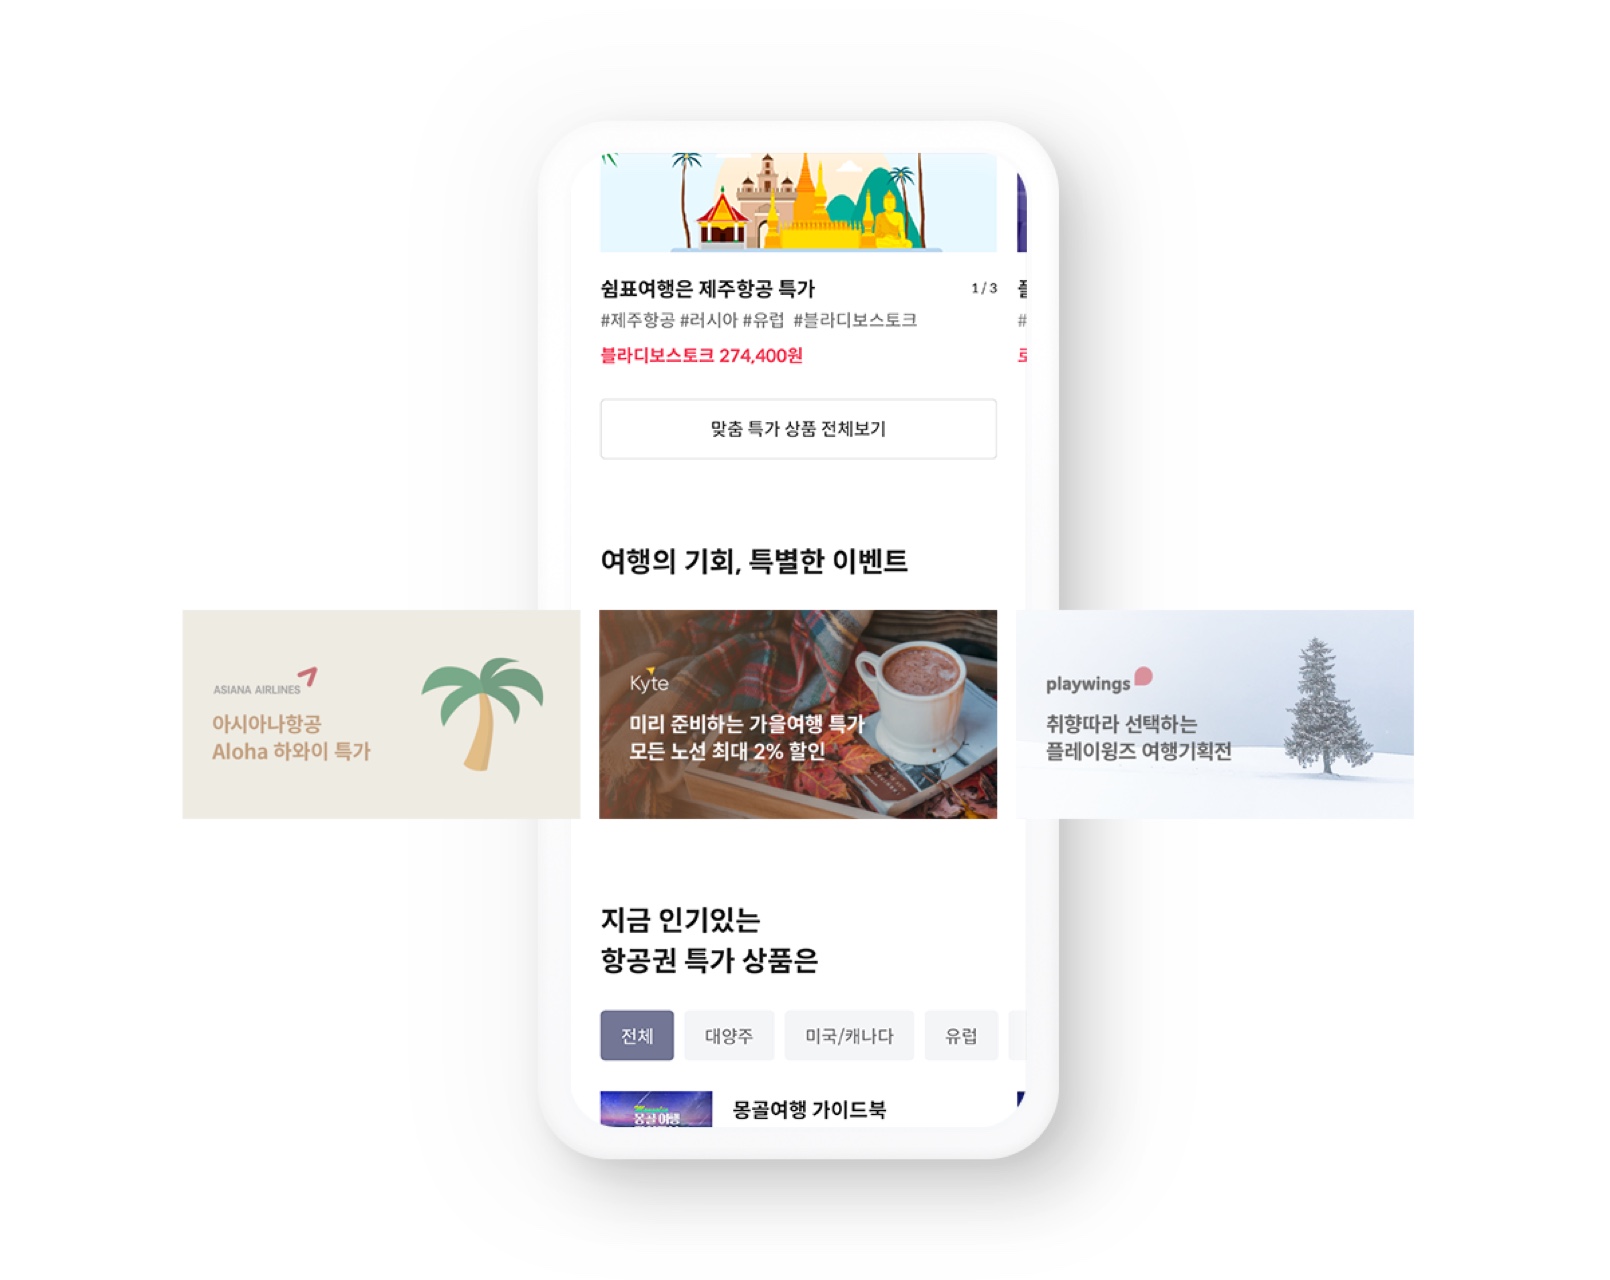 쉼표여행은 제주항공 특가
1 / 3
#제주항공 #러시아 #유럽 #블라디보스토크
#
블라디보스토크 274,400원
맞춤 특가 상품 전체보기
여행의 기회, 특별한 이벤트
ASIANA AIRLINES
아시아나항공
Aloha 하와이 특가
Kyte
미리 준비하는 가을여행 특가
모든 노선 최대 2% 할인
playwings
취향따라 선택하는
플레이윙즈 여행기획전
지금 인기있는
항공권 특가 상품은
전체
대양주
미국/캐나다
유럽
몽골여행
몽골여행 가이드북